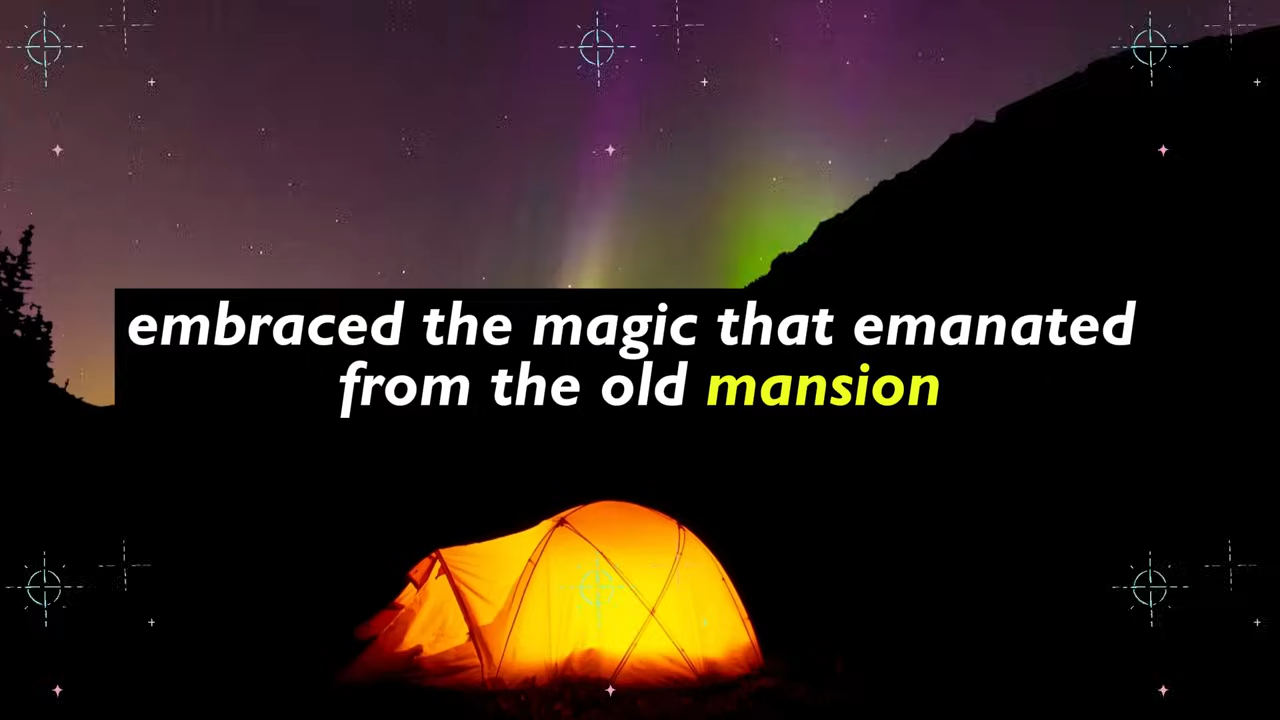 embraced the magic that emanated
from the old mansion